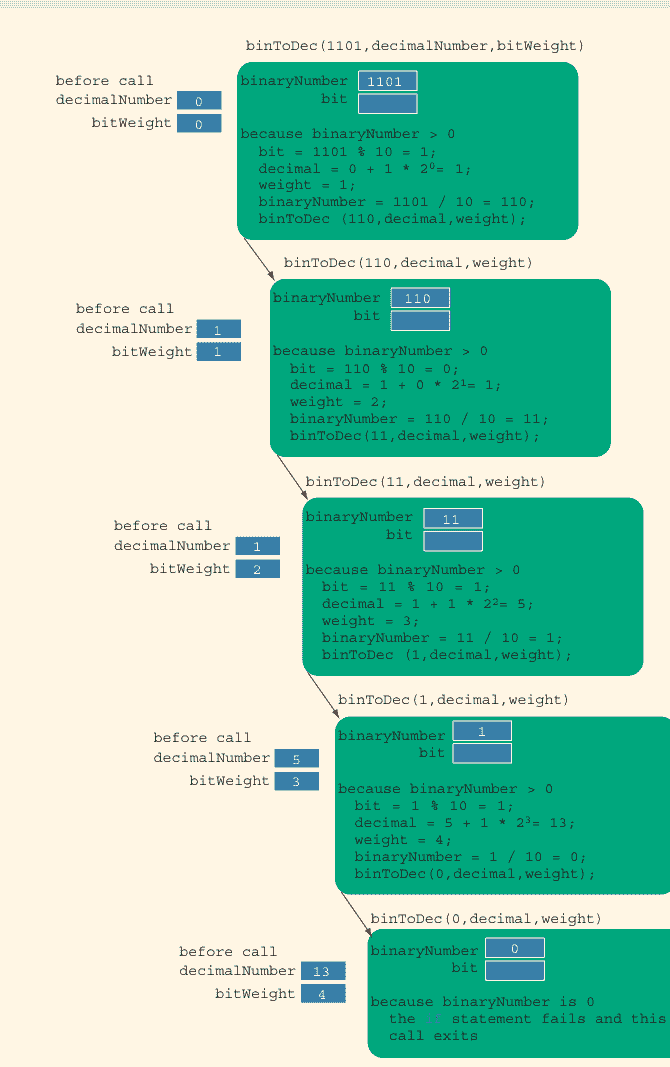 binToDec(1101,decimalNumber,bitWeight)
before call
decimalNumber 0
bitWeight 0
binaryNumber 1101
bit
because binaryNumber > 0
bit = 1101 % 10 = 1;
decimal = 0 + 1 * 2⁰= 1;
weight = 1;
binaryNumber = 1101 / 10 = 110;
binToDec (110,decimal,weight);
binToDec(110,decimal,weight)
before call
decimalNumber 1
bitWeight 1
binaryNumber 110
bit
because binaryNumber > 0
bit = 110 % 10 = 0;
decimal = 1 + 0 * 2¹= 1;
weight = 2;
binaryNumber = 110 / 10 = 11;
binToDec(11,decimal,weight);
binToDec(11,decimal,weight)
before call
decimalNumber 1
bitWeight 2
binaryNumber 11
bit
because binaryNumber > 0
bit = 11 % 10 = 1;
decimal = 1 + 1 * 2²= 5;
weight = 3;
binaryNumber = 11 / 10 = 1;
binToDec (1,decimal,weight);
binToDec(1,decimal,weight)
before call
decimalNumber 5
bitWeight 3
binaryNumber 1
bit
because binaryNumber > 0
bit = 1 % 10 = 1;
decimal = 5 + 1 * 2³= 13;
weight = 4;
binaryNumber = 1 / 10 = 0;
binToDec(0,decimal,weight);
binToDec(0,decimal,weight)
before call
decimalNumber 13
bitWeight 4
binaryNumber 0
bit
because binaryNumber is 0
the statement fails and this
call exits